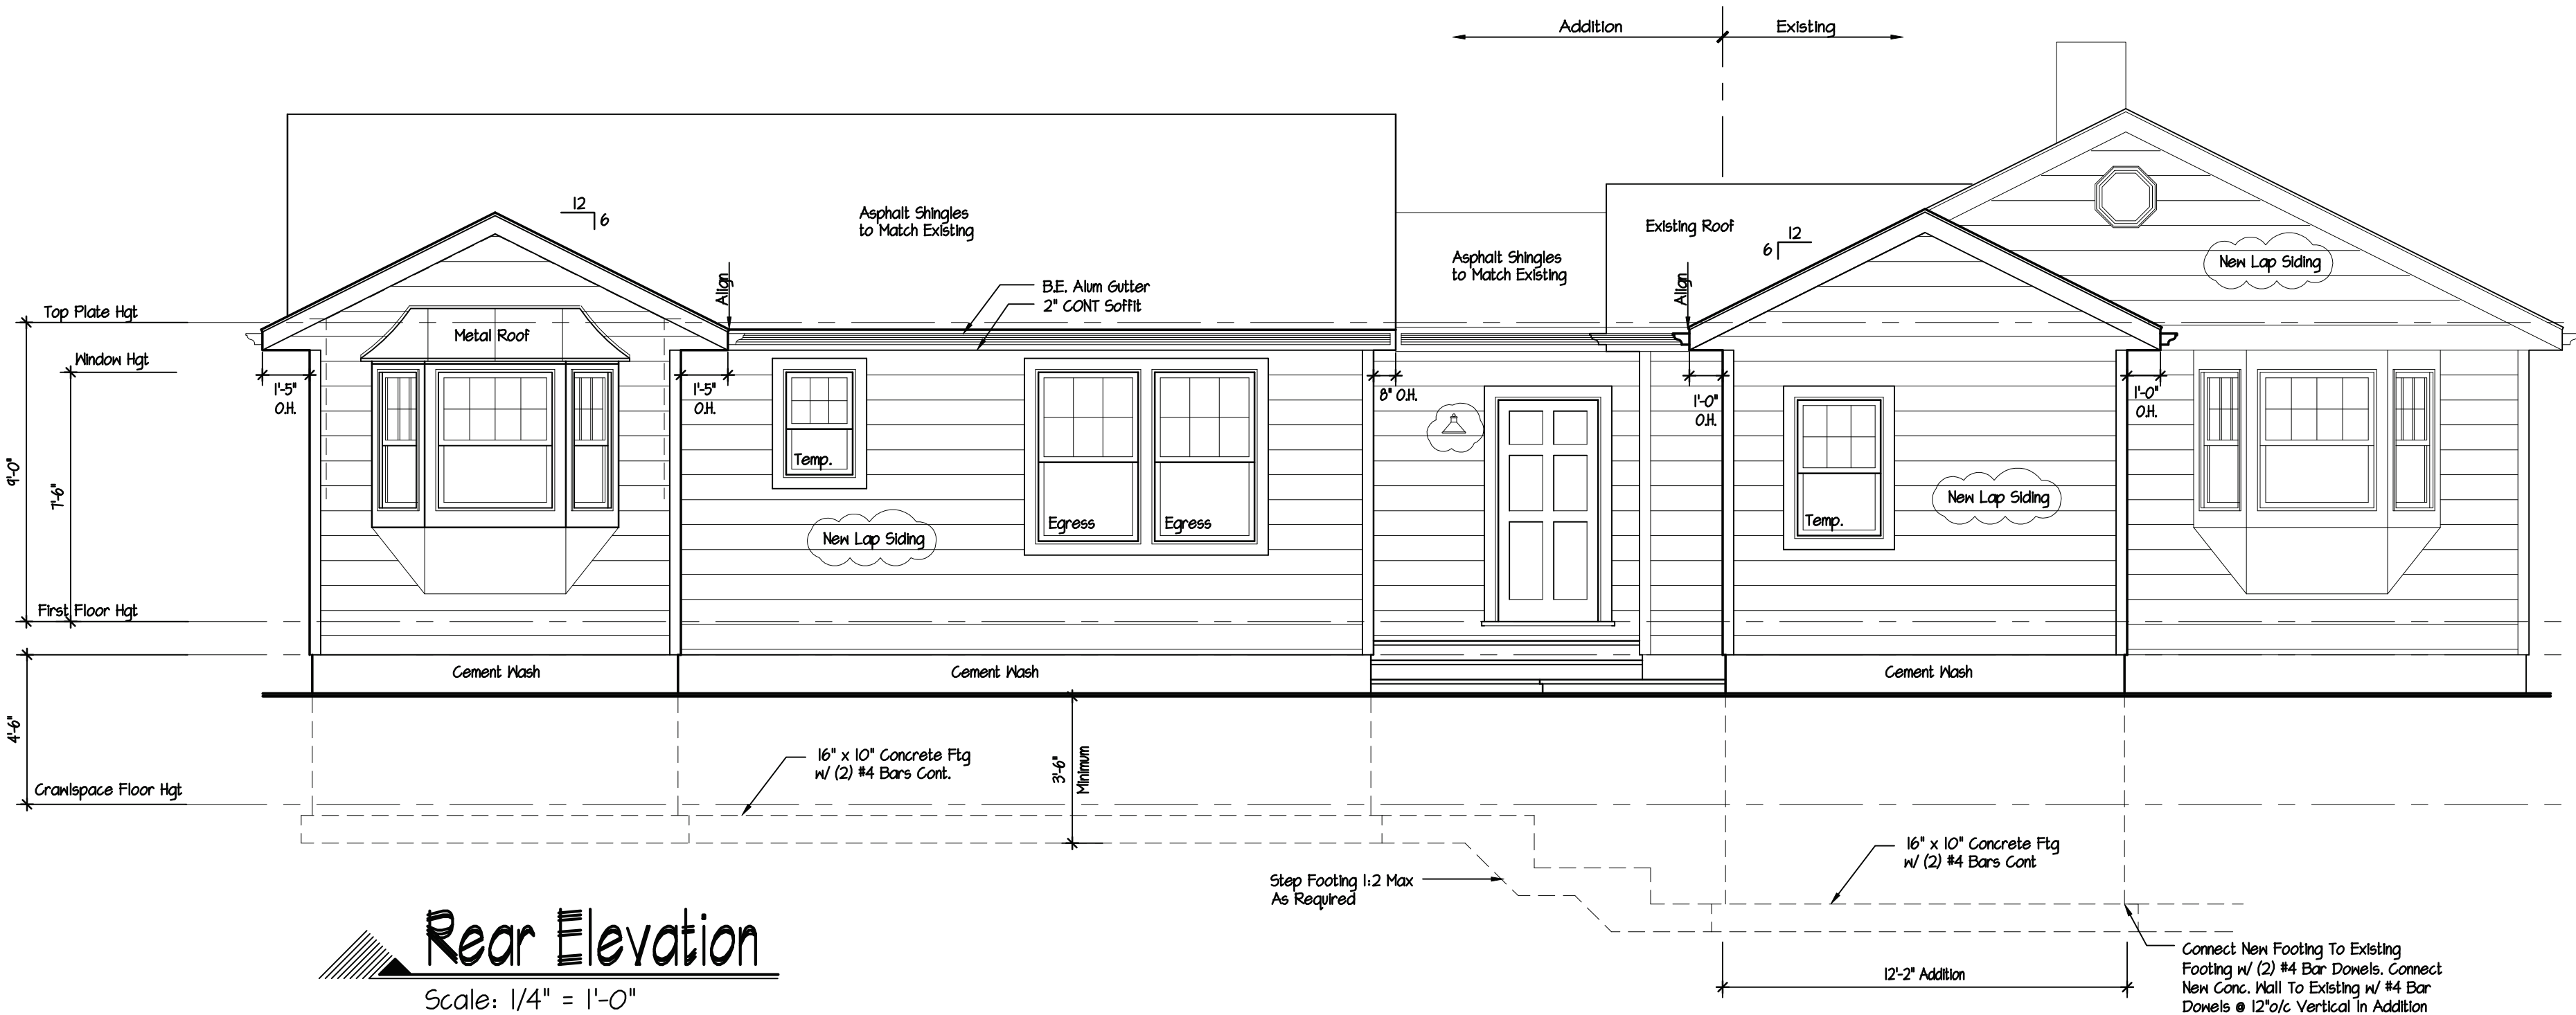 Addition
Existing
12
6
Asphalt Shingles
to Match Existing
Existing Roof
12
6
Asphalt Shingles
to Match Existing
New Lap Siding
Align
Align
B.E. Alum Gutter
2" CONT Soffit
Top Plate Hgt
Metal Roof
Window Hgt
1'-5"
O.H.
1'-5"
O.H.
8" O.H.
1'-0"
O.H.
1'-0"
O.H.
9'-0"
7'-6"
Temp.
Egress
Egress
New Lap Siding
New Lap Siding
Temp.
First Floor Hgt
Cement Wash
Cement Wash
Cement Wash
4'-6"
16" x 10" Concrete Ftg
w/ (2) #4 Bars Cont.
3'-6"
Minimum
Crawlspace Floor Hgt
16" x 10" Concrete Ftg
w/ (2) #4 Bars Cont
Step Footing 1:2 Max
As Required
Connect New Footing To Existing
Footing w/ (2) #4 Bar Dowels. Connect
New Conc. Wall To Existing w/ #4 Bar
Dowels @ 12"o/c Vertical in Addition
12'-2" Addition
Rear Elevation
Scale: 1/4" = 1'-0"